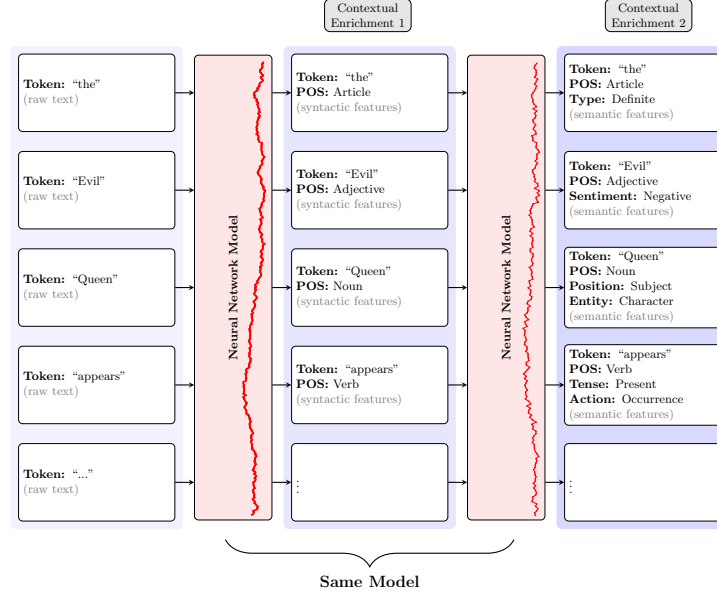 Contextual
Enrichment 1
Contextual
Enrichment 2
Token: “the”
(raw text)
Token: “Evil”
(raw text)
Token: “Queen”
(raw text)
Token: “appears”
(raw text)
Token: “...”
(raw text)
Neural Network Model
Token: “the”
POS: Article
(syntactic features)
Token: “Evil”
POS: Adjective
(syntactic features)
Token: “Queen”
POS: Noun
(syntactic features)
Token: “appears”
POS: Verb
(syntactic features)
⋮
Neural Network Model
Token: “the”
POS: Article
Type: Definite
(semantic features)
Token: “Evil”
POS: Adjective
Sentiment: Negative
(semantic features)
Token: “Queen”
POS: Noun
Position: Subject
Entity: Character
(semantic features)
Token: “appears”
POS: Verb
Tense: Present
Action: Occurrence
(semantic features)
⋮
Same Model